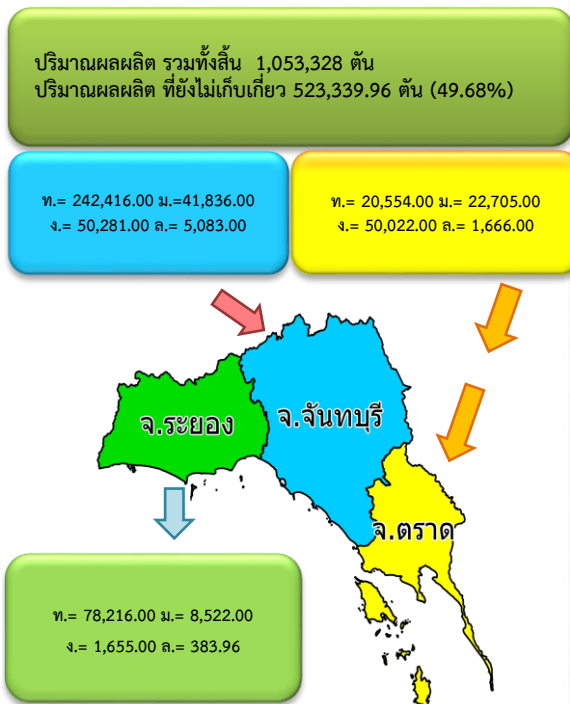 ปริมาณผลผลิต รวมทั้งสิ้น 1,053,328 ตัน
ปริมาณผลผลิต ที่ยังไม่เก็บเกี่ยว 523,339.96 ตัน (49.68%)
ท.= 242,416.00 ม.=41,836.00
ง.= 50,281.00 ล.= 5,083.00
ท.= 20,554.00 ม.= 22,705.00
ง.= 50,022.00 ล.= 1,666.00
จ.ระยอง
จ.จันทบุรี
จ.ตราด
ท.= 78,216.00 ม.= 8,522.00
ง.= 1,655.00 ล.= 383.96